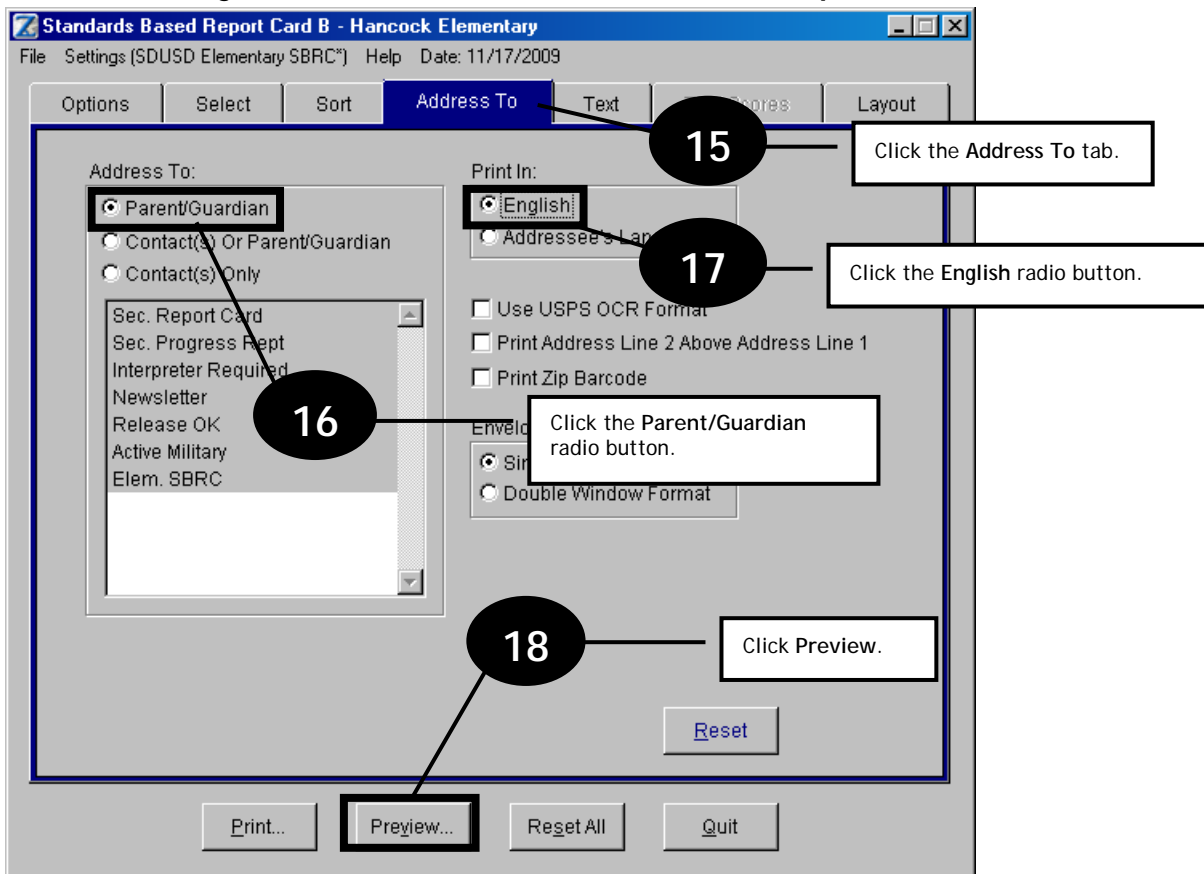 Standards Based Report Card B - Hancock Elementary
File Settings (SDUSD Elementary SBRC*) Help Date: 11/17/2009
Options Select Sort Address To Text Layout
15
Click the Address To tab.
Address To:
Parent/Guardian
Contact(s) Or Parent/Guardian
Contact(s) Only
Print In:
English
Addressee's
17
Click the English radio button.
Sec. Report Card
Sec. Progress Rept
Interpreter Required
Newsletter
Release OK
Active Military
Elem. SBRC
Use USPS OCR Format
Print Address Line 2 Above Address Line 1
Print Zip Barcode
16
Click the Parent/Guardian
radio button.
Double Window Format
18
Click Preview.
Reset
Print... Preview... Reset All Quit